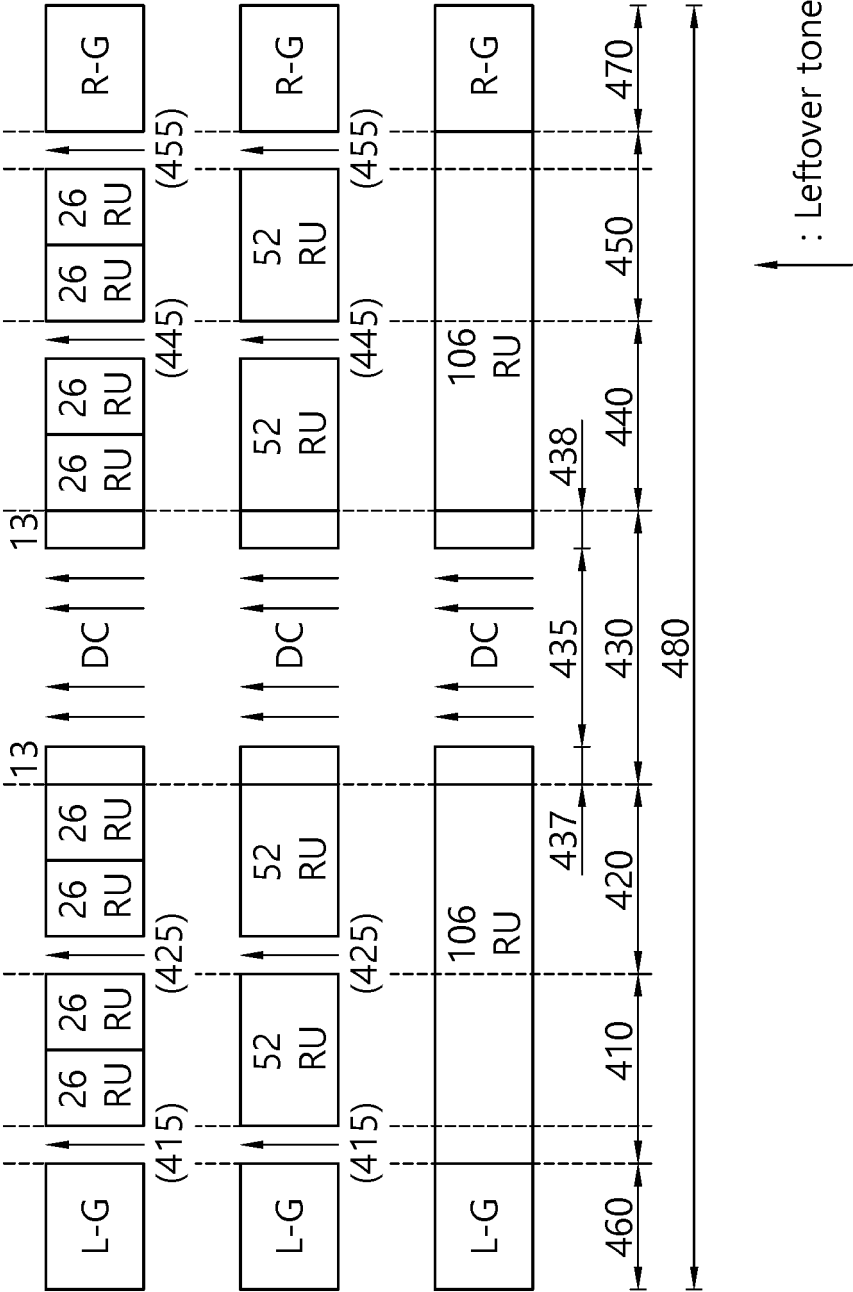 13 13
L-G 26 26 26 26 DC 26 26 26 26 R-G
RU RU RU RU RU RU RU RU
(415) (425) (445) (455)
L-G 52 52 DC 52 52 R-G
RU RU RU RU
(415) (425) (445) (455)
L-G 106 DC 106 R-G
RU RU
437 435 438
460 410 420 430 440 450 470
480
: Leftover tone